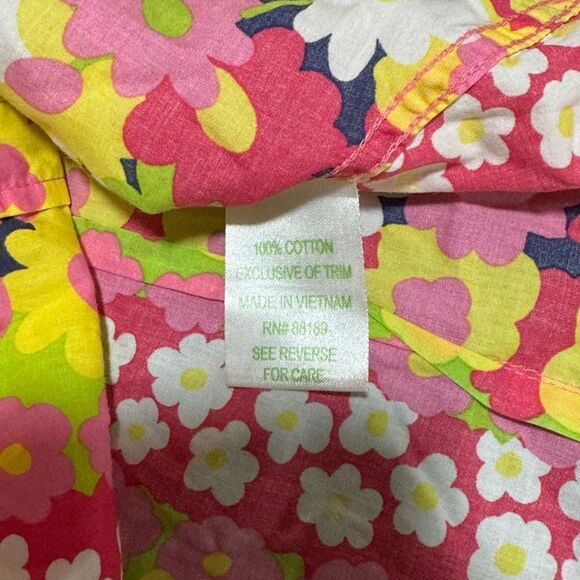 100% COTTON
EXCLUSIVE OF TRIM
MADE IN VIETNAM
RN# 88189
SEE REVERSE
FOR CARE